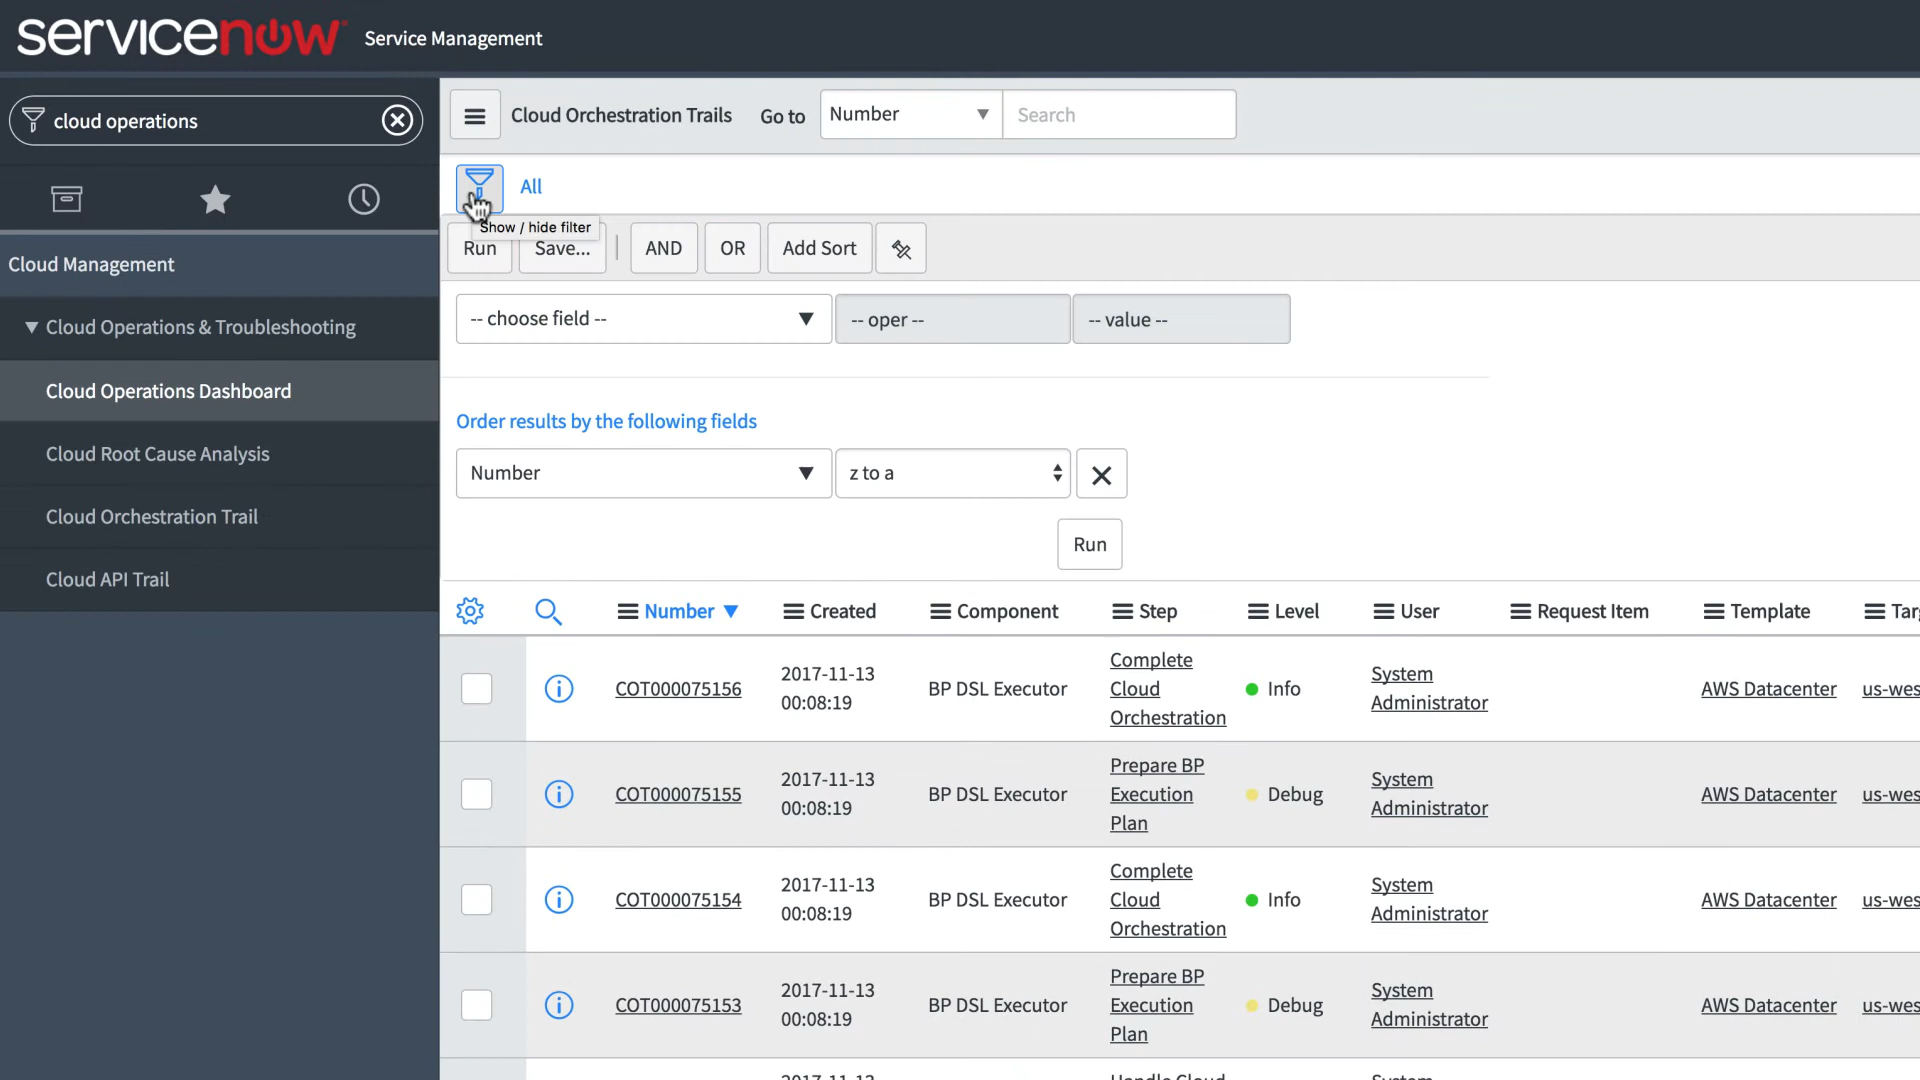 servicenow Service Management
cloud operations
Cloud Management
Cloud Operations & Troubleshooting
Cloud Operations Dashboard
Cloud Root Cause Analysis
Cloud Orchestration Trail
Cloud API Trail
Cloud Orchestration Trails Go to Number Search
All
Show / hide filter
Run Save... AND OR Add Sort
-- choose field -- -- oper -- -- value --
Order results by the following fields
Number z to a
Run
Number Created Component Step Level User Request Item Template
COT000075156 2017-11-13 00:08:19 BP DSL Executor Complete Cloud Orchestration Info System Administrator AWS Datacenter us-wes
COT000075155 2017-11-13 00:08:19 BP DSL Executor Prepare BP Execution Plan Debug System Administrator AWS Datacenter us-wes
COT000075154 2017-11-13 00:08:19 BP DSL Executor Complete Cloud Orchestration Info System Administrator AWS Datacenter us-wes
COT000075153 2017-11-13 00:08:19 BP DSL Executor Prepare BP Execution Plan Debug System Administrator AWS Datacenter us-wes